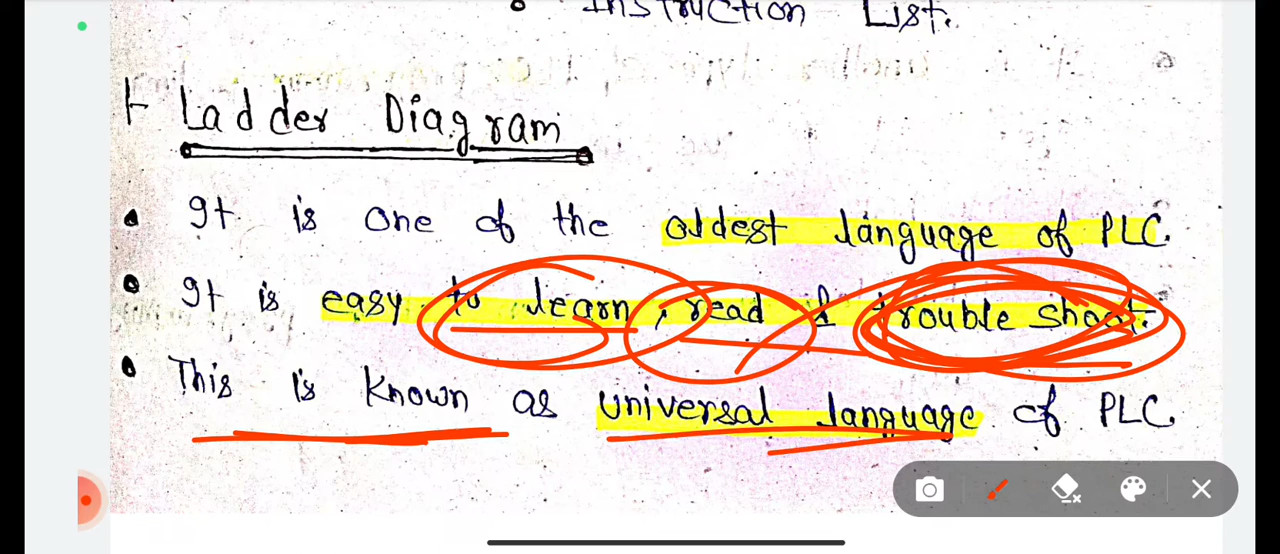 • Instruction List.
Ladder Diagram
• It is one of the oldest language of PLC.
• It is easy to learn, read & trouble shoot.
• This is known as universal language of PLC.